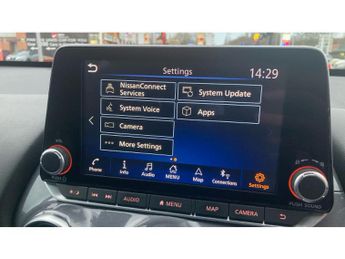 Settings
14:29
NissanConnect
Services
System Update
System Voice
Apps
Camera
More Settings
Phone
Info
Audio
MENU
Map
Connections
Settings
AUDIO
MENU
MAP
CAMERA
PUSH SOUND